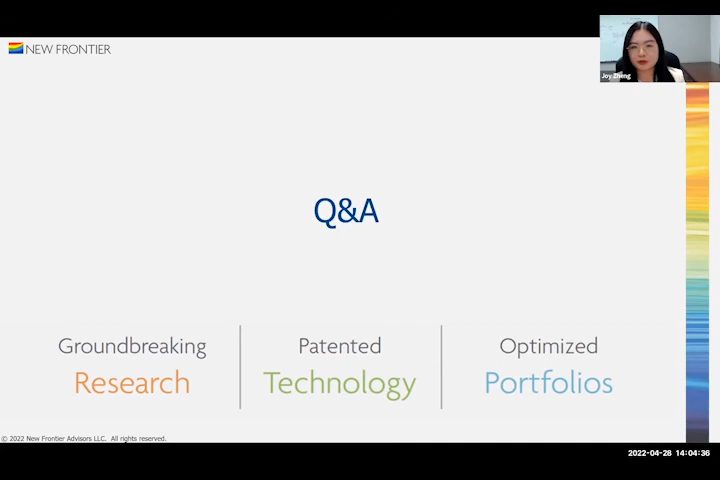 NEW FRONTIER
Joy Zheng
Q&A
Groundbreaking
Research
Patented
Technology
Optimized
Portfolios
© 2022 New Frontier Advisors LLC. All rights reserved.
2022-04-28 14:04:36